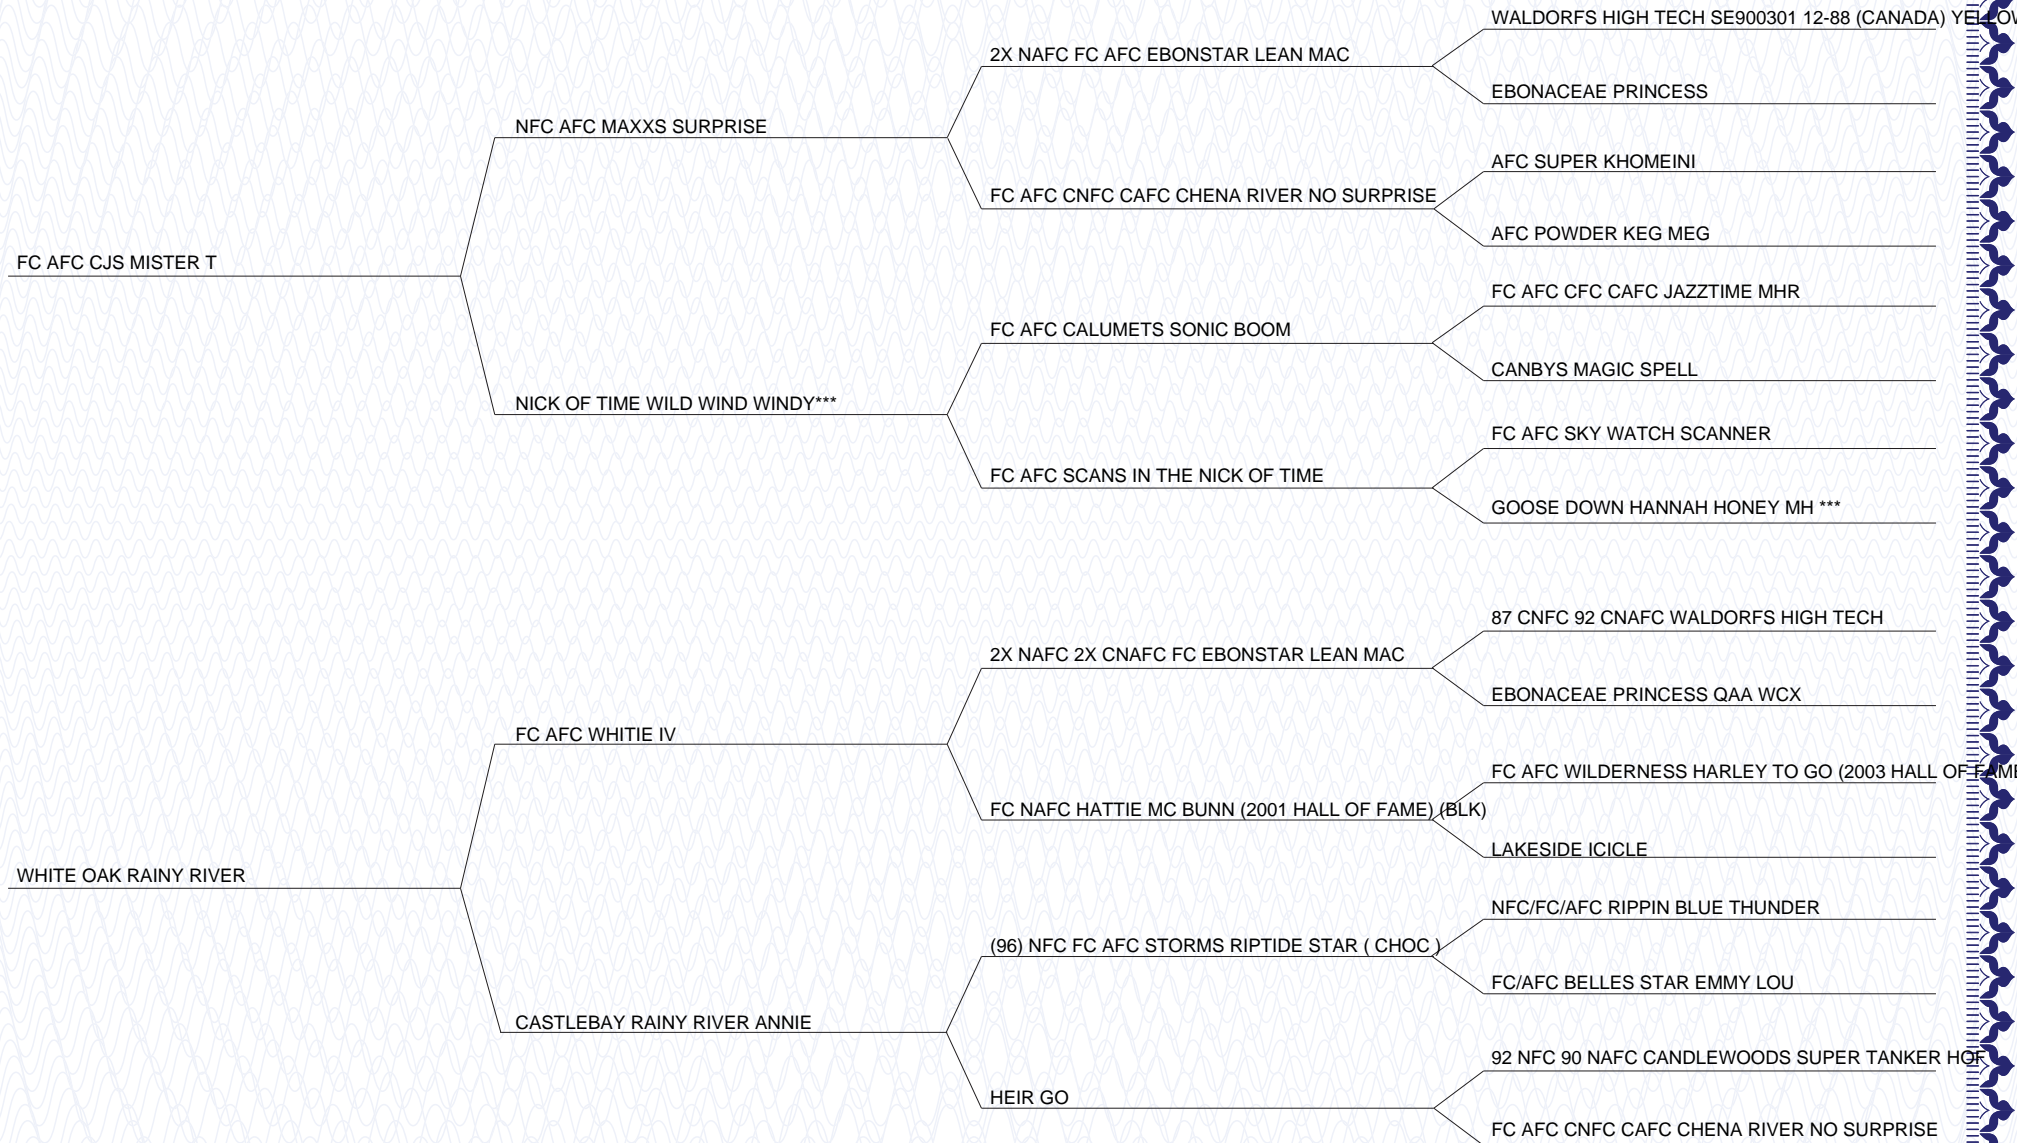 WALDORFS HIGH TECH SE900301 12-88 (CANADA) YELLOW
2X NAFC FC AFC EBONSTAR LEAN MAC
EBONACEAE PRINCESS
NFC AFC MAXXS SURPRISE
AFC SUPER KHOMEINI
FC AFC CNFC CAFC CHENA RIVER NO SURPRISE
AFC POWDER KEG MEG
FC AFC CJS MISTER T
FC AFC CFC CAFC JAZZTIME MHR
FC AFC CALUMETS SONIC BOOM
CANBYS MAGIC SPELL
NICK OF TIME WILD WIND WINDY***
FC AFC SKY WATCH SCANNER
FC AFC SCANS IN THE NICK OF TIME
GOOSE DOWN HANNAH HONEY MH ***
87 CNFC 92 CNAFC WALDORFS HIGH TECH
2X NAFC 2X CNAFC FC EBONSTAR LEAN MAC
EBONACEAE PRINCESS QAA WCX
FC AFC WHITIE IV
FC AFC WILDERNESS HARLEY TO GO (2003 HALL OF FAME
FC NAFC HATTIE MC BUNN (2001 HALL OF FAME) (BLK)
LAKESIDE ICICLE
WHITE OAK RAINY RIVER
NFC/FC/AFC RIPPIN BLUE THUNDER
(96) NFC FC AFC STORMS RIPTIDE STAR ( CHOC )
FC/AFC BELLES STAR EMMY LOU
CASTLEBAY RAINY RIVER ANNIE
92 NFC 90 NAFC CANDLEWOODS SUPER TANKER HOF
HEIR GO
FC AFC CNFC CAFC CHENA RIVER NO SURPRISE